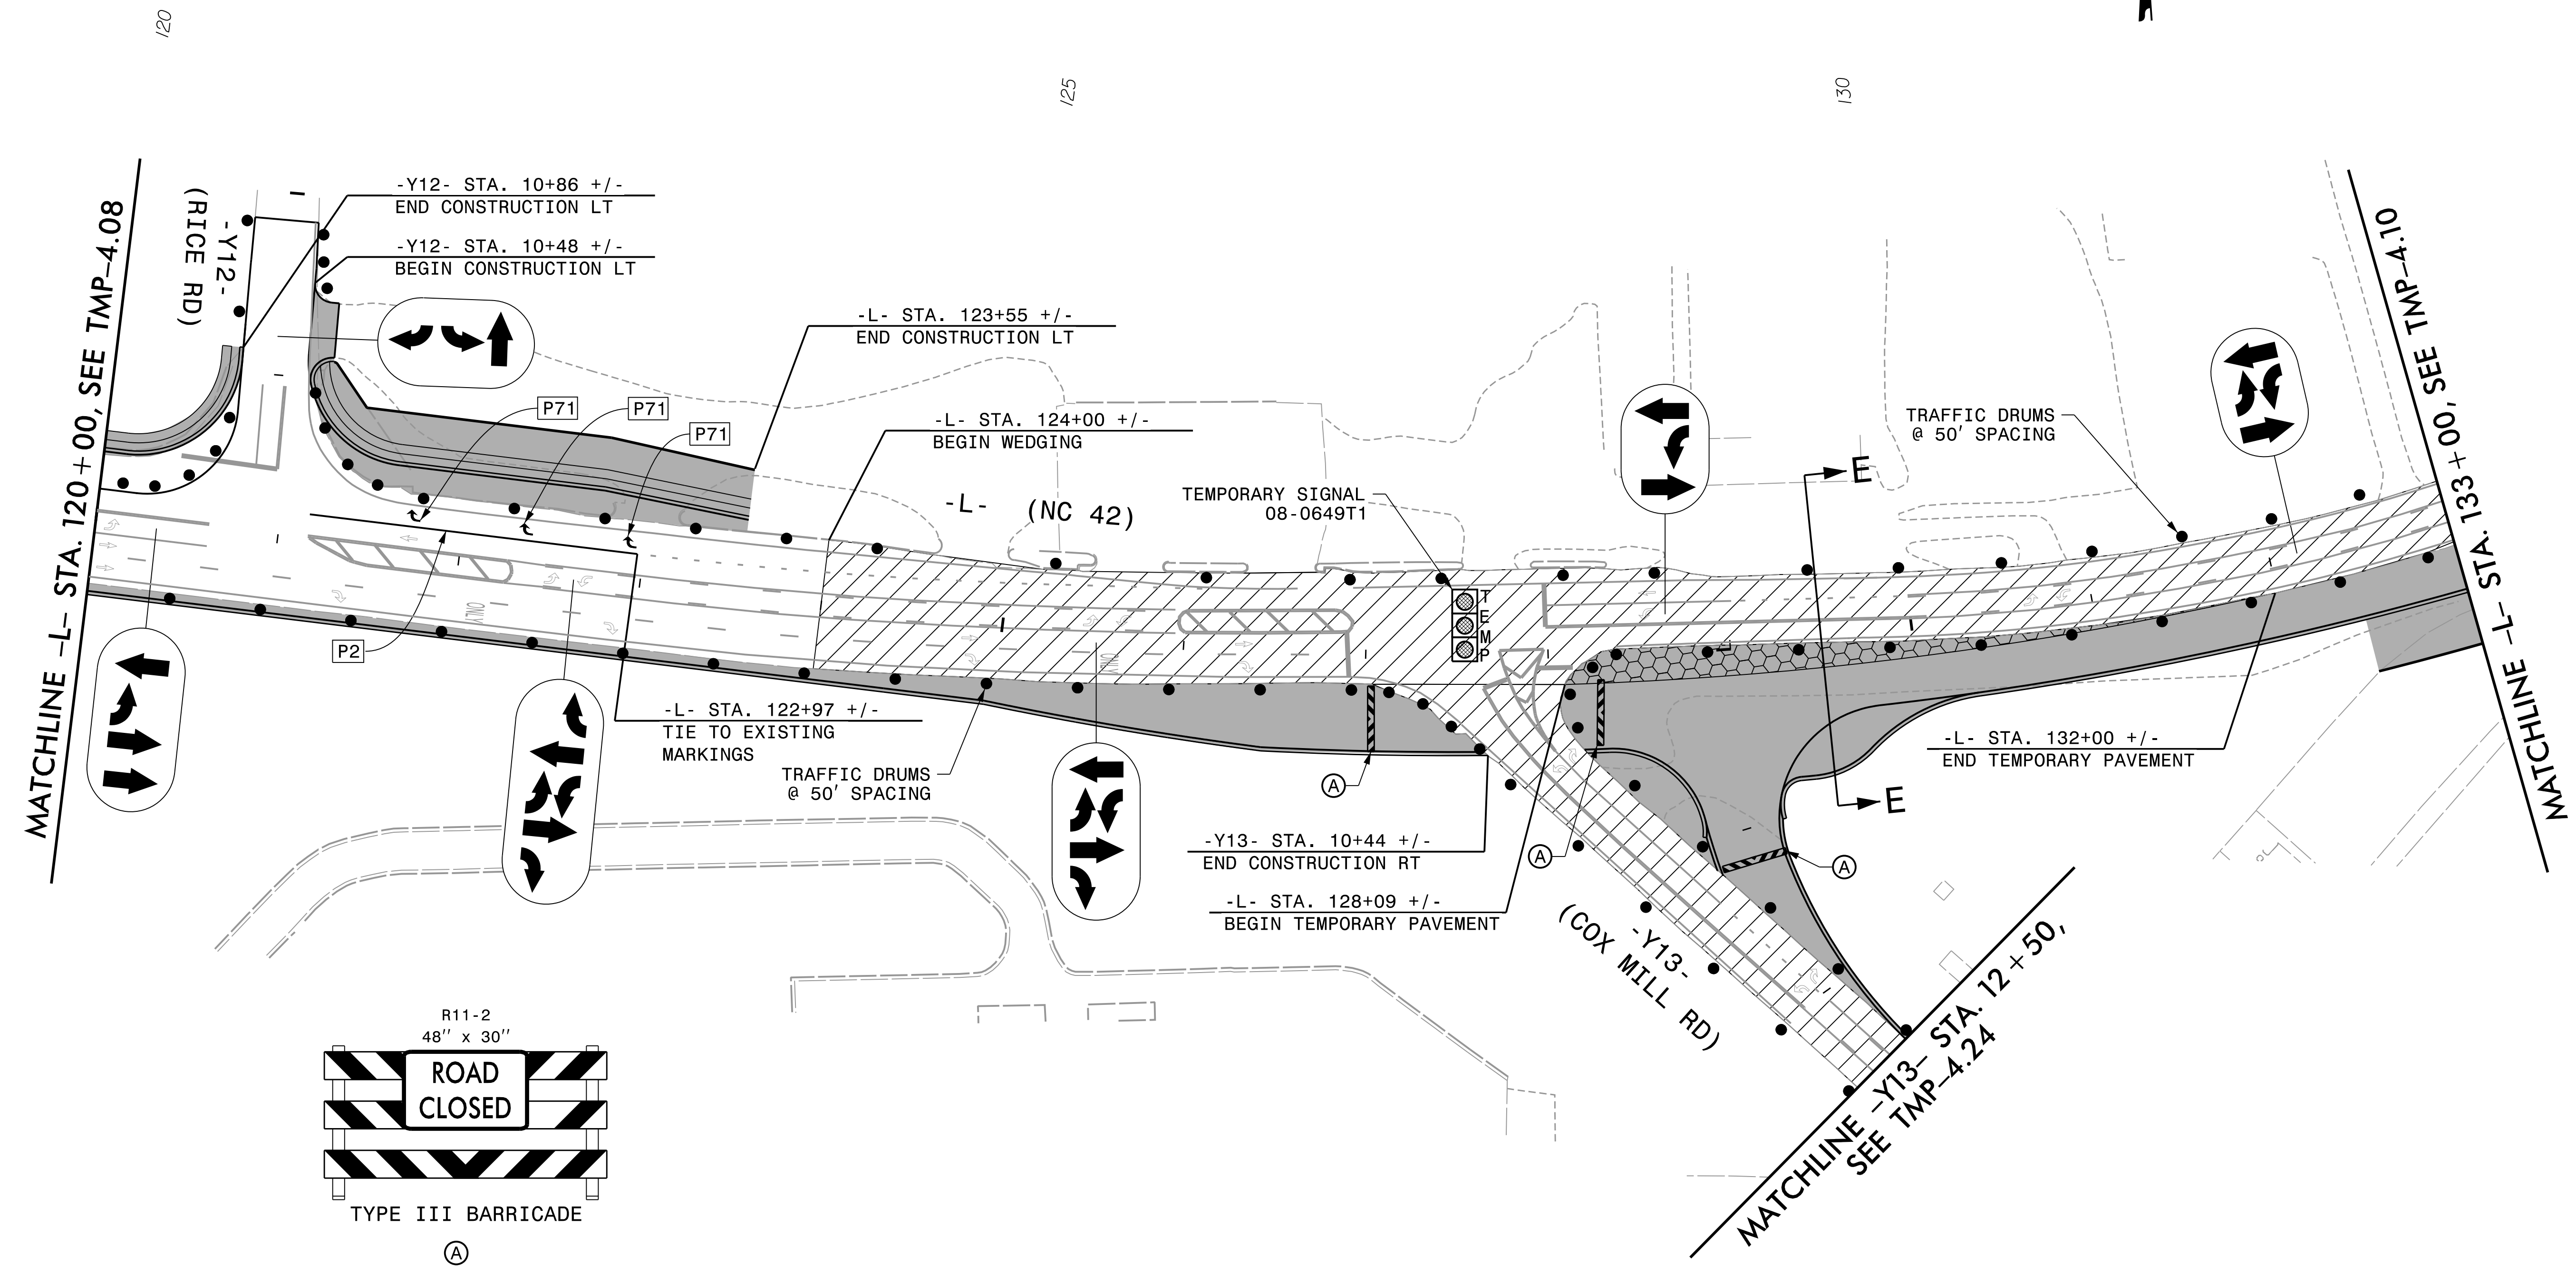 120
125
130
MATCHLINE -L- STA. 120+00, SEE TMP-4.08
-Y12-
(RICE RD)
-Y12- STA. 10+86 +/-
END CONSTRUCTION LT
-Y12- STA. 10+48 +/-
BEGIN CONSTRUCTION LT
-L- STA. 123+55 +/-
END CONSTRUCTION LT
P71
P71
P71
-L- STA. 124+00 +/-
BEGIN WEDGING
-L- (NC 42)
TEMPORARY SIGNAL
08-0649T1
TEMP
E
E
TRAFFIC DRUMS
@ 50' SPACING
MATCHLINE -L- STA. 133+00, SEE TMP-4.10
ONLY
ONLY
P2
-L- STA. 122+97 +/-
TIE TO EXISTING
MARKINGS
TRAFFIC DRUMS
@ 50' SPACING
A
-Y13- STA. 10+44 +/-
END CONSTRUCTION RT
A
A
-L- STA. 128+09 +/-
BEGIN TEMPORARY PAVEMENT
-L- STA. 132+00 +/-
END TEMPORARY PAVEMENT
-Y13-
(COX MILL RD)
MATCHLINE -Y13- STA. 12+50,
SEE TMP-4.24
R11-2
48" x 30"
ROAD
CLOSED
TYPE III BARRICADE
A